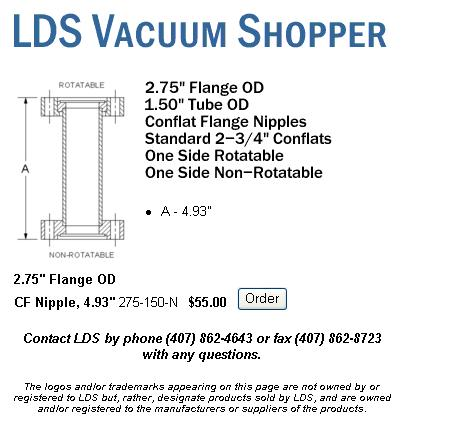 LDS VACUUM SHOPPER
ROTATABLE
A
NON-ROTATABLE
2.75" Flange OD
1.50" Tube OD
Conflat Flange Nipples
Standard 2-3/4" Conflats
One Side Rotatable
One Side Non-Rotatable
• A - 4.93"
2.75" Flange OD
CF Nipple, 4.93" 275-150-N $55.00 Order
Contact LDS by phone (407) 862-4643 or fax (407) 862-8723
with any questions.
The logos and/or trademarks appearing on this page are not owned by or
registered to LDS but, rather, designate products sold by LDS, and are owned
and/or registered to the manufacturers or suppliers of the products.